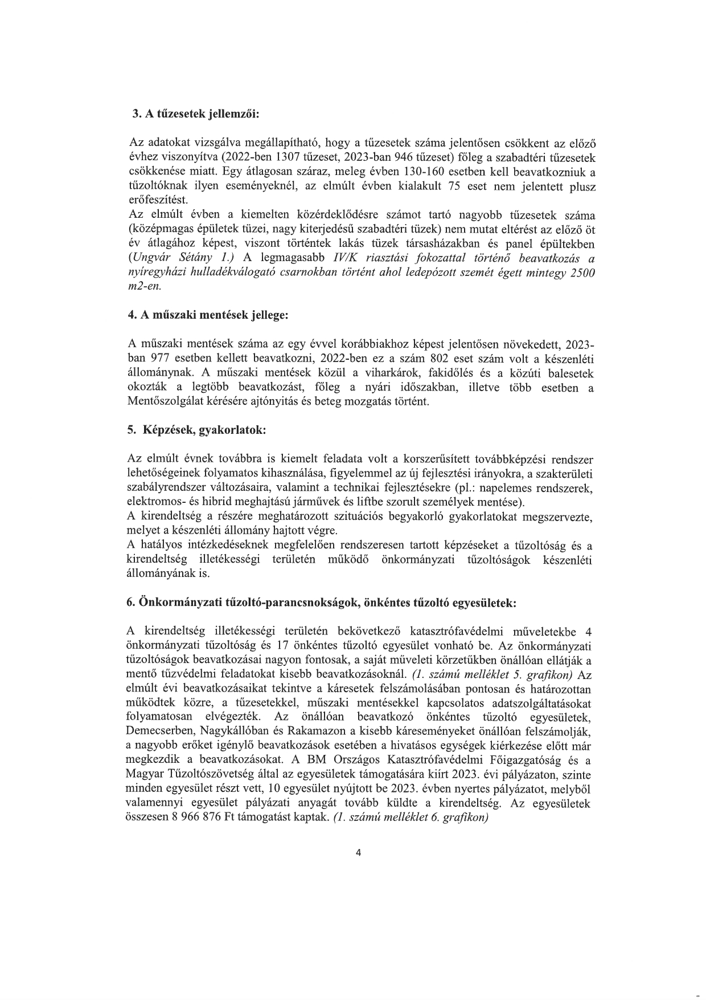 3. A tűzesetek jellemzői:
Az adatokat vizsgálva megállapítható, hogy a tűzesetek száma jelentősen csökkent az előző
évhez viszonyítva (2022-ben 1307 tűzeset, 2023-ban 946 tűzeset) főleg a szabadtéri tűzesetek
csökkenése miatt. Egy átlagosan száraz, meleg évben 130-160 esetben kell beavatkozniuk a
tűzoltóknak ilyen eseményeknél, az elmúlt évben kialakult 75 eset nem jelentett plusz
erőfeszítést.
Az elmúlt évben a kiemelten közérdeklődésre számot tartó nagyobb tűzesetek száma
(középmagas épületek tüzei, nagy kiterjedésű szabadtéri tüzek) nem mutat eltérést az előző öt
év átlagához képest, viszont történtek lakás tüzek társasházakban és panel épültekben
(Ungvár Sétány 1.) A legmagasabb IV/K riasztási fokozattal történő beavatkozás a
nyíregyházi hulladékválogató csarnokban történt ahol ledepózott szemét égett mintegy 2500
m2-en.
4. A műszaki mentések jellege:
A műszaki mentések száma az egy évvel korábbiakhoz képest jelentősen növekedett, 2023-
ban 977 esetben kellett beavatkozni, 2022-ben ez a szám 802 eset szám volt a készenléti
állománynak. A műszaki mentések közül a viharkárok, fakidőlés és a közúti balesetek
okozták a legtöbb beavatkozást, főleg a nyári időszakban, illetve több esetben a
Mentőszolgálat kérésére ajtónyitás és beteg mozgatás történt.
5. Képzések, gyakorlatok:
Az elmúlt évnek továbbra is kiemelt feladata volt a korszerűsített továbbképzési rendszer
lehetőségeinek folyamatos kihasználása, figyelemmel az új fejlesztési irányokra, a szakterületi
szabályrendszer változásaira, valamint a technikai fejlesztésekre (pl.: napelemes rendszerek,
elektromos- és hibrid meghajtású járművek és liftbe szorult személyek mentése).
A kirendeltség a részére meghatározott szituációs begyakorló gyakorlatokat megszervezte,
melyet a készenléti állomány hajtott végre.
A hatályos intézkedéseknek megfelelően rendszeresen tartott képzéseket a tűzoltóság és a
kirendeltség illetékességi területén működő önkormányzati tűzoltóságok készenléti
állományának is.
6. Önkormányzati tűzoltó-parancsnokságok, önkéntes tűzoltó egyesületek:
A kirendeltség illetékességi területén bekövetkező katasztrófavédelmi műveletekbe 4
önkormányzati tűzoltóság és 17 önkéntes tűzoltó egyesület vonható be. Az önkormányzati
tűzoltóságok beavatkozásai nagyon fontosak, a saját műveleti körzetűkben önállóan ellátják a
mentő tűzvédelmi feladatokat kisebb beavatkozásoknál. (1. számú melléklet 5. grafikon) Az
elmúlt évi beavatkozásaikat tekintve a káresetek felszámolásában pontosan és határozottan
működtek közre, a tűzesetekkel, műszaki mentésekkel kapcsolatos adatszolgáltatásokat
folyamatosan elvégezték. Az önállóan beavatkozó önkéntes tűzoltó egyesületek,
Demecserben, Nagykállóban és Rakamazon a kisebb káreseményeket önállóan felszámolják,
a nagyobb erőket igénylő beavatkozások esetében a hivatásos egységek kiérkezése előtt már
megkezdik a beavatkozásokat. A BM Országos Katasztrófavédelmi Főigazgatóság és a
Magyar Tűzoltószövetség által az egyesületek támogatására kiírt 2023. évi pályázaton, szinte
minden egyesület részt vett, 10 egyesület nyújtott be 2023. évben nyertes pályázatot, melyből
valamennyi egyesület pályázati anyagát tovább küldte a kirendeltség. Az egyesületek
összesen 8 966 876 Ft támogatást kaptak. (1. számú melléklet 6. grafikon)
4